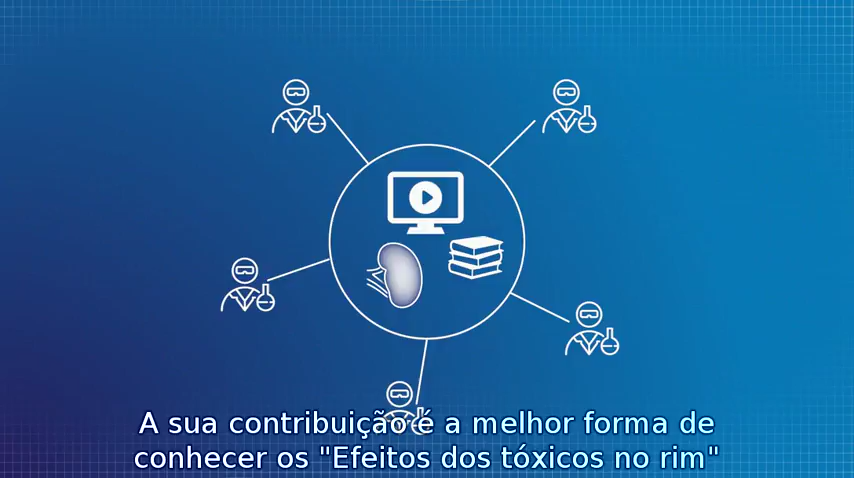 A sua contribuição é a melhor forma de
conhecer os "Efeitos dos tóxicos no rim"